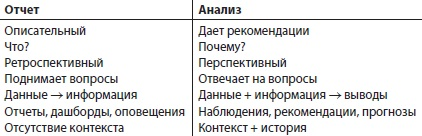 Отчет Анализ
Описательный Дает рекомендации
Что? Почему?
Ретроспективный Перспективный
Поднимает вопросы Отвечает на вопросы
Данные → информация Данные + информация → выводы
Отчеты, дашборды, оповещения Наблюдения, рекомендации, прогнозы
Отсутствие контекста Контекст + история